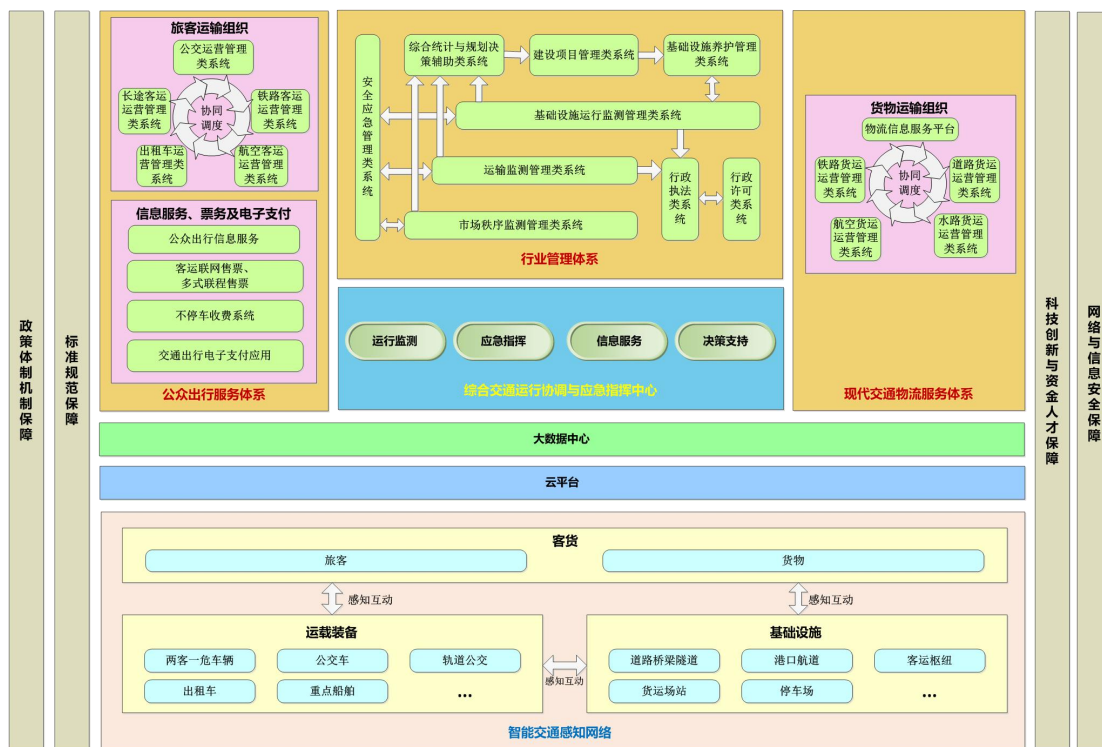 政策体制机制保障
标准规范保障
旅客运输组织
公交运营管理
类系统
长途客运
运营管理
类系统
协同
调度
铁路客运
运营管理
类系统
出租车运
营管理类
系统
航空客运
运营管理
类系统
信息服务、票务及电子支付
公众出行信息服务
客运联网售票、
多式联程售票
不停车收费系统
交通出行电子支付应用
公众出行服务体系
安全应急管理类系统
综合统计与规划决
策辅助类系统
建设项目管理类系统
基础设施养护管理
类系统
基础设施运行监测管理类系统
运输监测管理类系统
市场秩序监测管理类系统
行政
执法
类系
统
行政
许可
类系
统
行业管理体系
运行监测
应急指挥
信息服务
决策支持
综合交通运行协调与应急指挥中心
货物运输组织
物流信息服务平台
铁路货运
运营管理
类系统
协同
调度
道路货运
运营管理
类系统
航空货运
运营管理
类系统
水路货运
运营管理
类系统
现代交通物流服务体系
科技创新与资金人才保障
网络与信息安全保障
大数据中心
云平台
客货
旅客
货物
感知互动
感知互动
运载装备
两客一危车辆
公交车
轨道公交
出租车
重点船舶
...
感知互动
基础设施
道路桥梁隧道
港口航道
客运枢纽
货运场站
停车场
...
智能交通感知网络